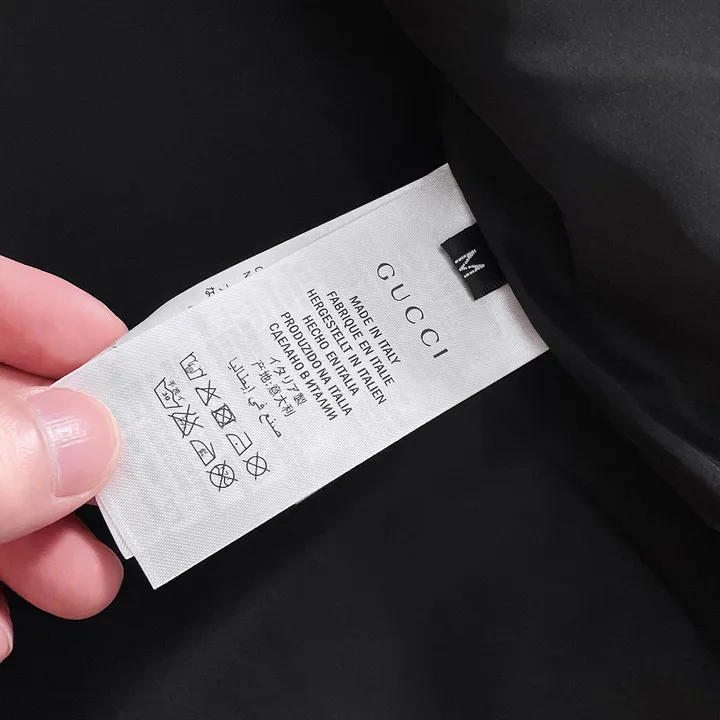 M
GUCCI
MADE IN ITALY
FABRIQUE EN ITALIE
HERGESTELLT IN ITALIEN
HECHO EN ITALIA
PRODUZIDO NA ITALIA
СДЕЛАНО В ИТАЛИИ
イタリア製
产地:意大利
صنع في إيطاليا